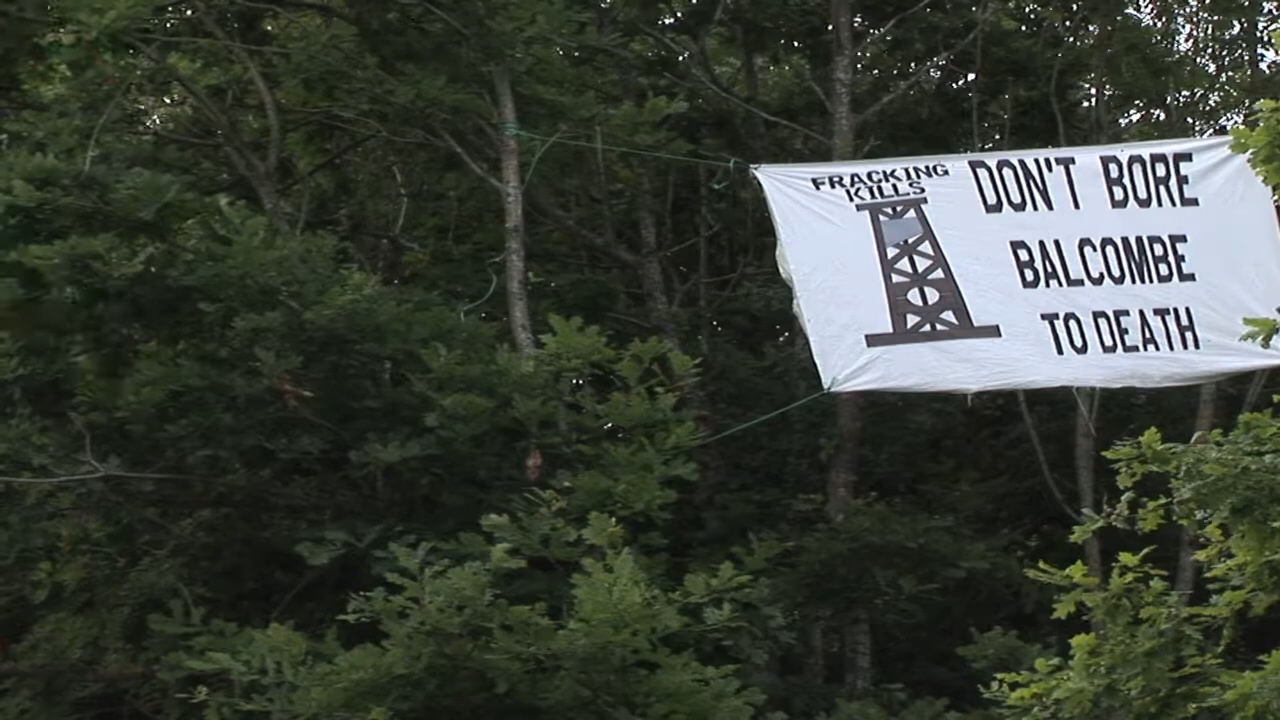 FRACKING
KILLS
DON'T BORE
BALCOMBE
TO DEATH